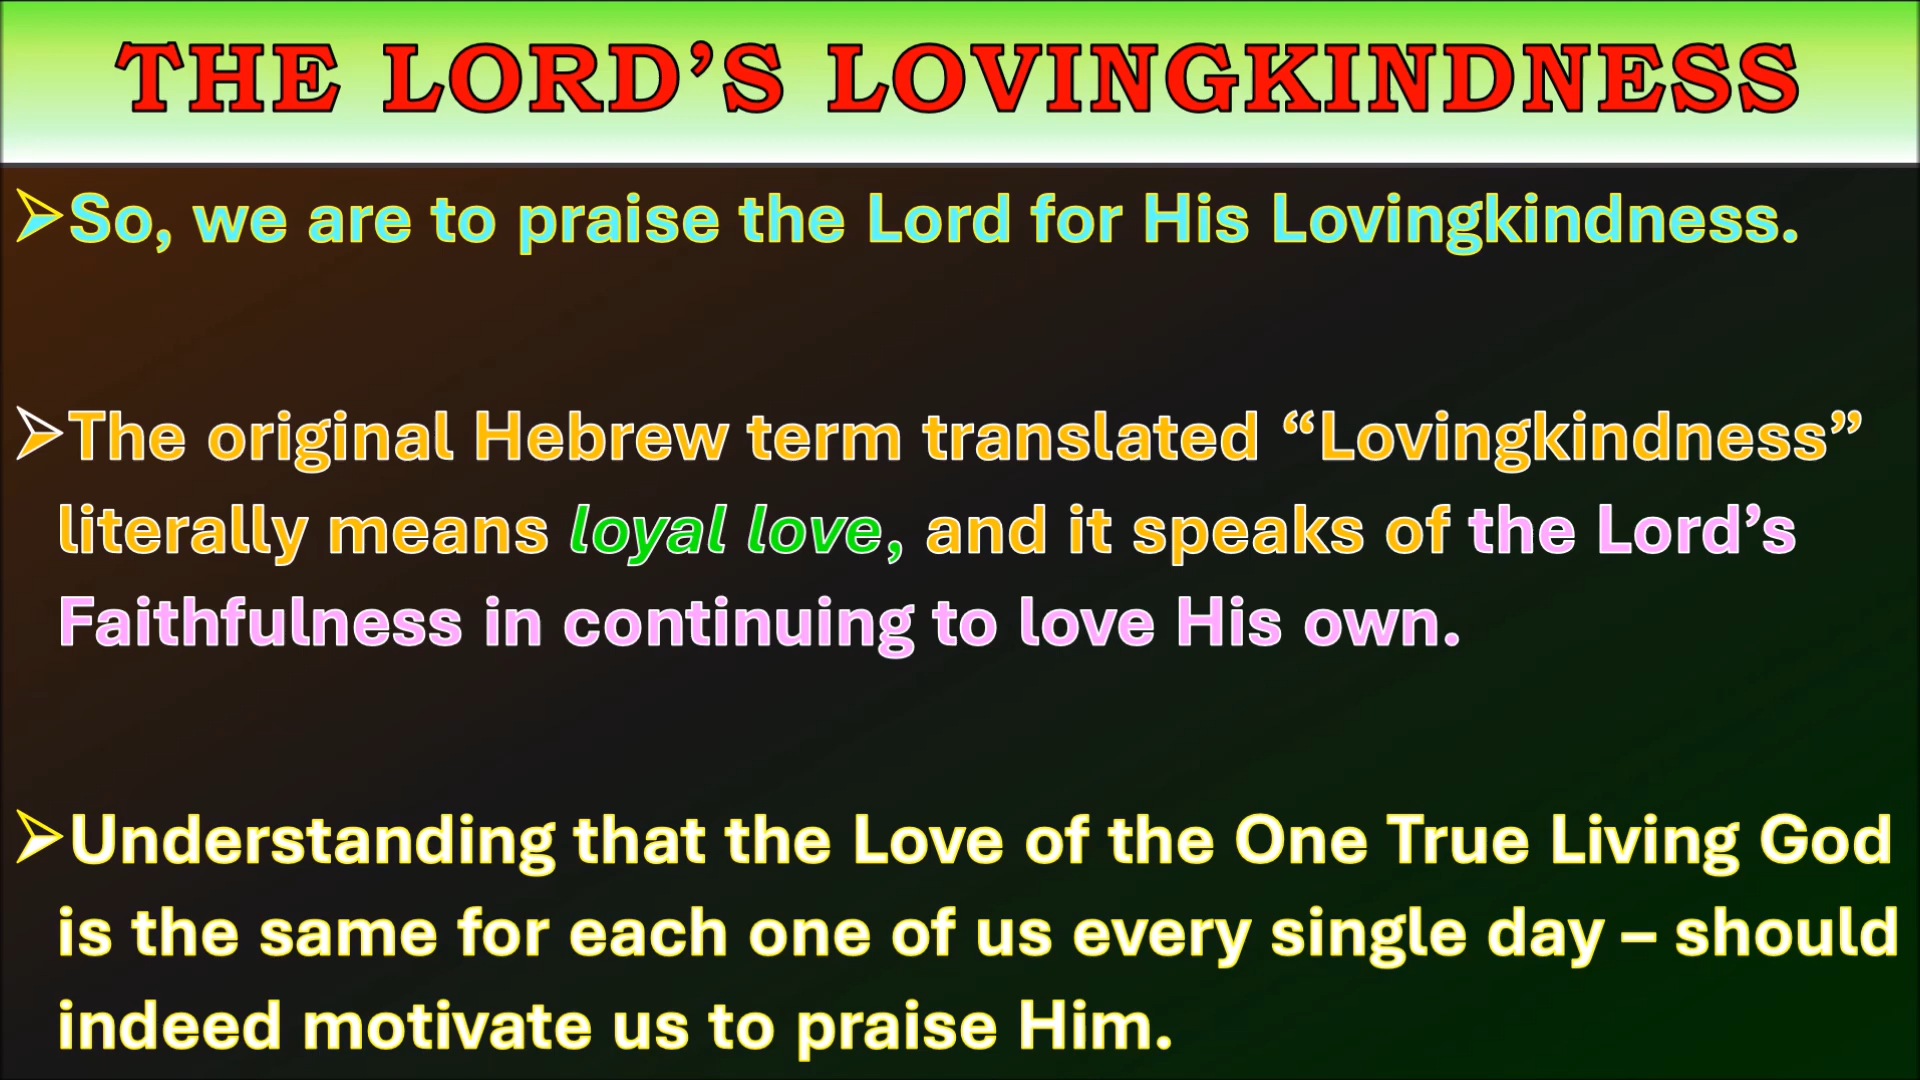 THE LORD’S LOVINGKINDNESS
➢So, we are to praise the Lord for His Lovingkindness.
➢The original Hebrew term translated “Lovingkindness”
literally means loyal love, and it speaks of the Lord’s
Faithfulness in continuing to love His own.
➢Understanding that the Love of the One True Living God
is the same for each one of us every single day – should
indeed motivate us to praise Him.